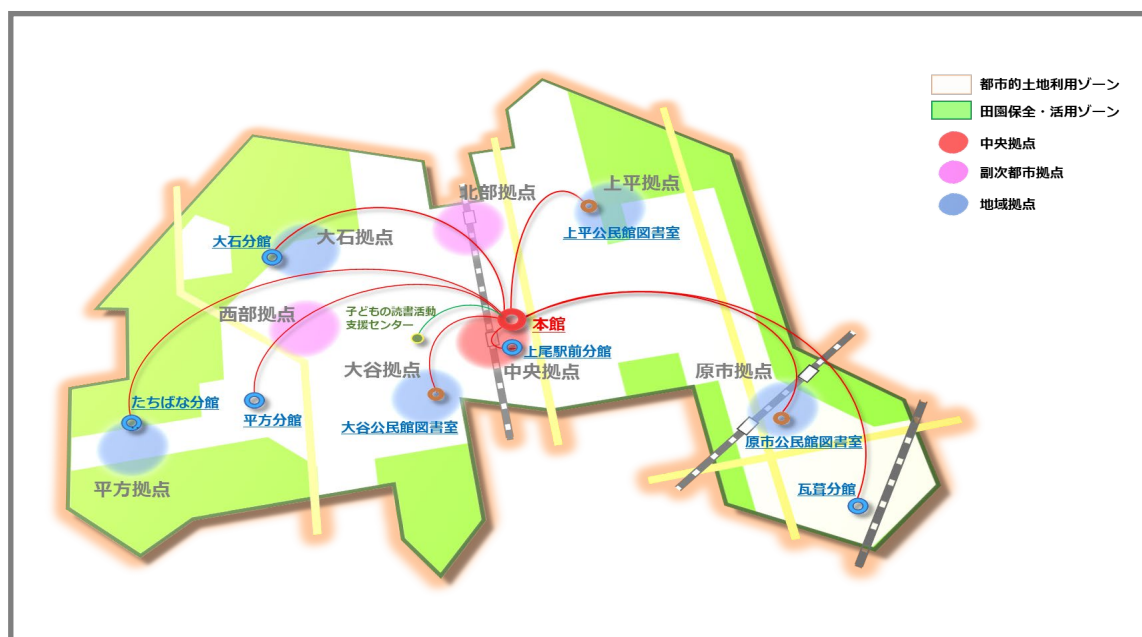 都市的土地利用ゾーン
田園保全・活用ゾーン
中央拠点
副次都市拠点
地域拠点
北部拠点
上平拠点
大石分館
大石拠点
上平公民館図書室
西部拠点
子どもの読書活動
支援センター
本館
上尾駅前分館
大谷拠点
中央拠点
原市拠点
たちばな分館
平方分館
大谷公民館図書室
原市公民館図書室
平方拠点
瓦葺分館